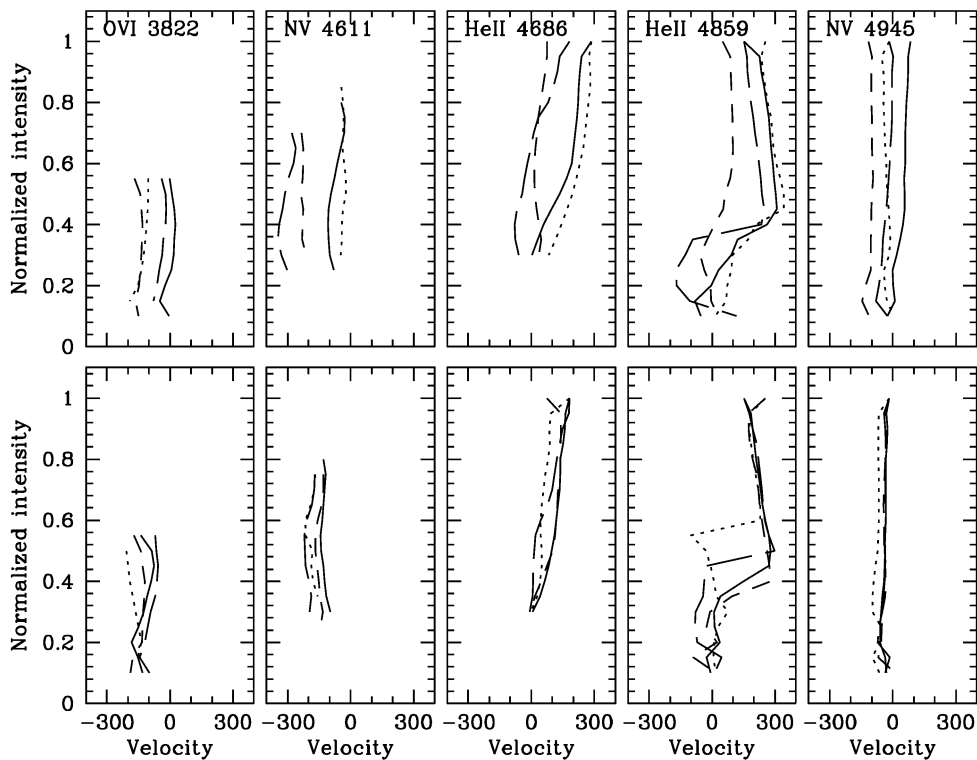 OVI 3822 NV 4611 HeII 4686 HeII 4859 NV 4945
Normalized intensity
1
0.8
0.6
0.4
0.2
0
Normalized intensity
1
0.8
0.6
0.4
0.2
0
−300 0 300 −300 0 300 −300 0 300 −300 0 300 −300 0 300
Velocity Velocity Velocity Velocity Velocity